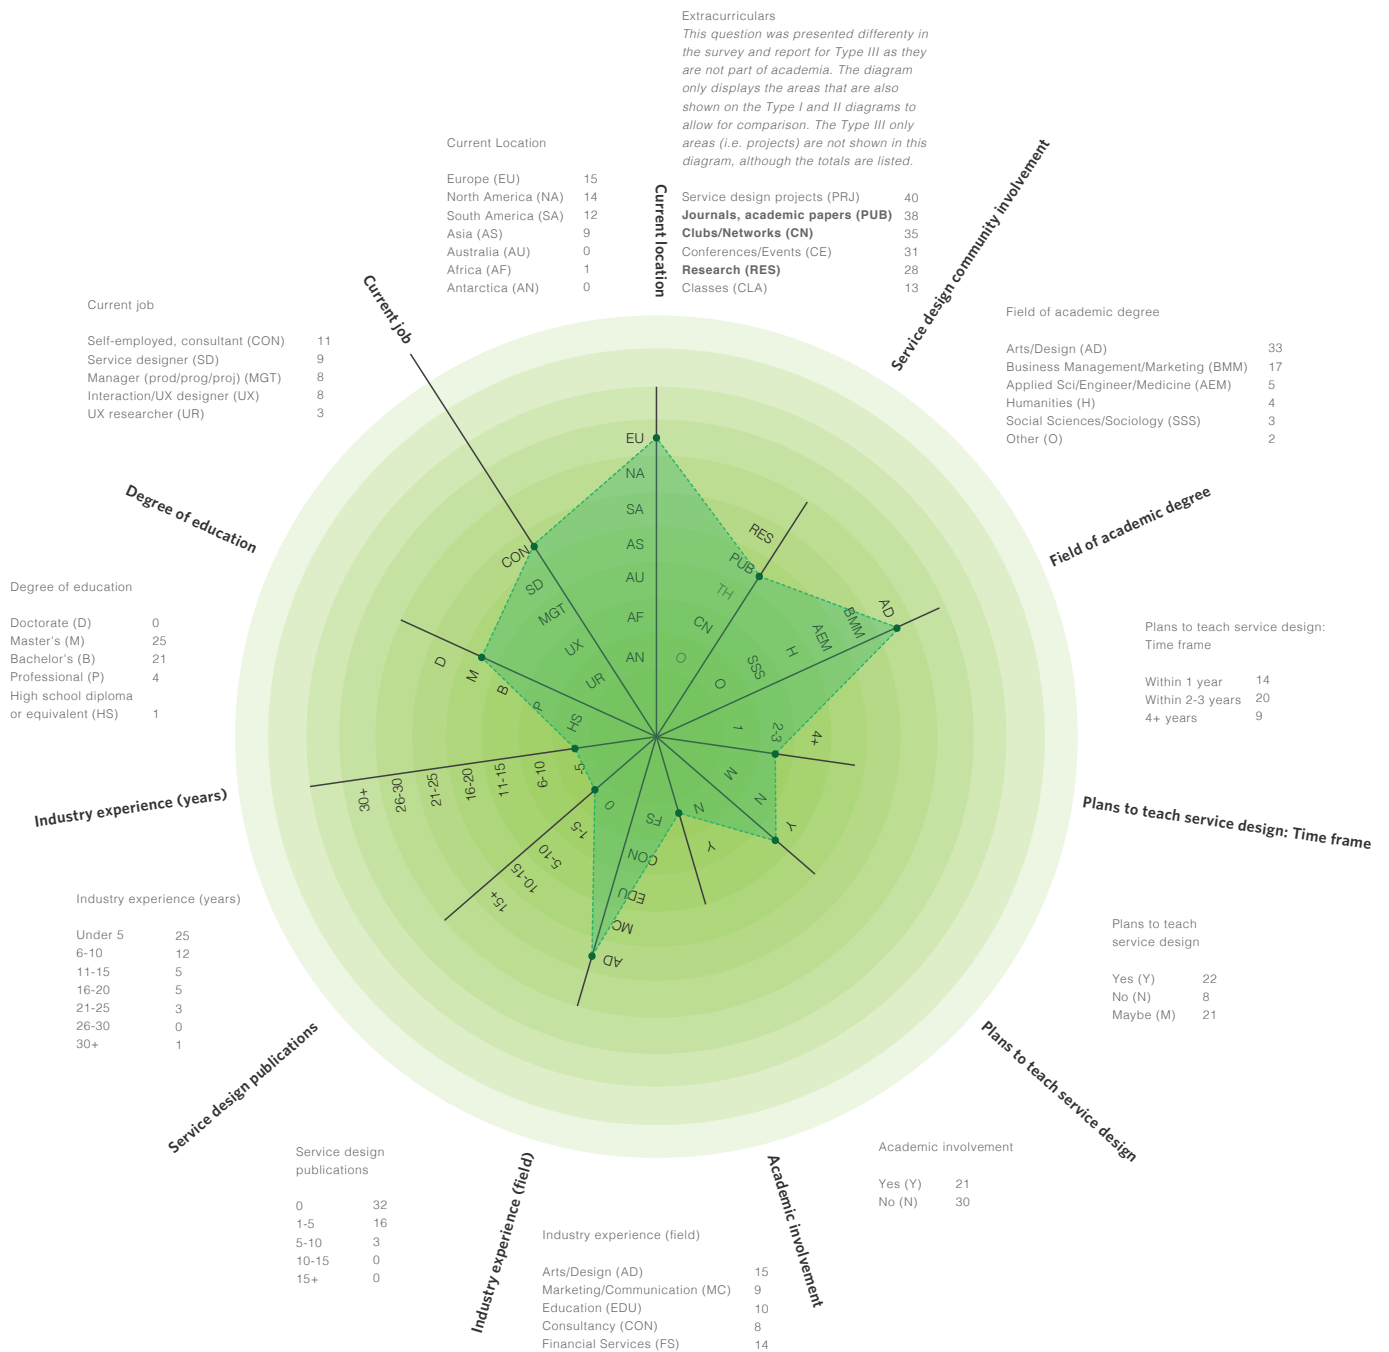 Extracurriculars
This question was presented differenty in
the survey and report for Type III as they
are not part of academia. The diagram
only displays the areas that are also
shown on the Type I and II diagrams to
allow for comparison. The Type III only
areas (i.e. projects) are not shown in this
diagram, although the totals are listed.
Service design projects (PRJ) 40
Journals, academic papers (PUB) 38
Clubs/Networks (CN) 35
Conferences/Events (CE) 31
Research (RES) 28
Classes (CLA) 13
Current Location
Europe (EU) 15
North America (NA) 14
South America (SA) 12
Asia (AS) 9
Australia (AU) 0
Africa (AF) 1
Antarctica (AN) 0
Current location
Service design community involvement
Current job
Current job
Self-employed, consultant (CON) 11
Service designer (SD) 9
Manager (prod/prog/proj) (MGT) 8
Interaction/UX designer (UX) 8
UX researcher (UR) 3
Field of academic degree
Arts/Design (AD) 33
Business Management/Marketing (BMM) 17
Applied Sci/Engineer/Medicine (AEM) 5
Humanities (H) 4
Social Sciences/Sociology (SSS) 3
Other (O) 2
Degree of education
Field of academic degree
Degree of education
Doctorate (D) 0
Master's (M) 25
Bachelor's (B) 21
Professional (P) 4
High school diploma
or equivalent (HS) 1
Plans to teach service design:
Time frame
Within 1 year 14
Within 2-3 years 20
4+ years 9
EU
NA
SA
AS
AU
AF
AN
RES
PUB
TH
CN
O
AD
BMM
AEM
H
SSS
O
4+
2-3
1
Y
N
M
Y
N
AD
MC
EDU
CON
FS
15+
10-15
5-10
1-5
0
30+
26-30
21-25
16-20
11-15
6-10
-5
D
M
B
P
HS
CON
SD
MGT
UX
UR
Industry experience (years)
Plans to teach service design: Time frame
Industry experience (years)
Under 5 25
6-10 12
11-15 5
16-20 5
21-25 3
26-30 0
30+ 1
Plans to teach
service design
Yes (Y) 22
No (N) 8
Maybe (M) 21
Service design publications
Plans to teach service design
Service design
publications
0 32
1-5 16
5-10 3
10-15 0
15+ 0
Industry experience (field)
Academic involvement
Academic involvement
Yes (Y) 21
No (N) 30
Industry experience (field)
Arts/Design (AD) 15
Marketing/Communication (MC) 9
Education (EDU) 10
Consultancy (CON) 8
Financial Services (FS) 14